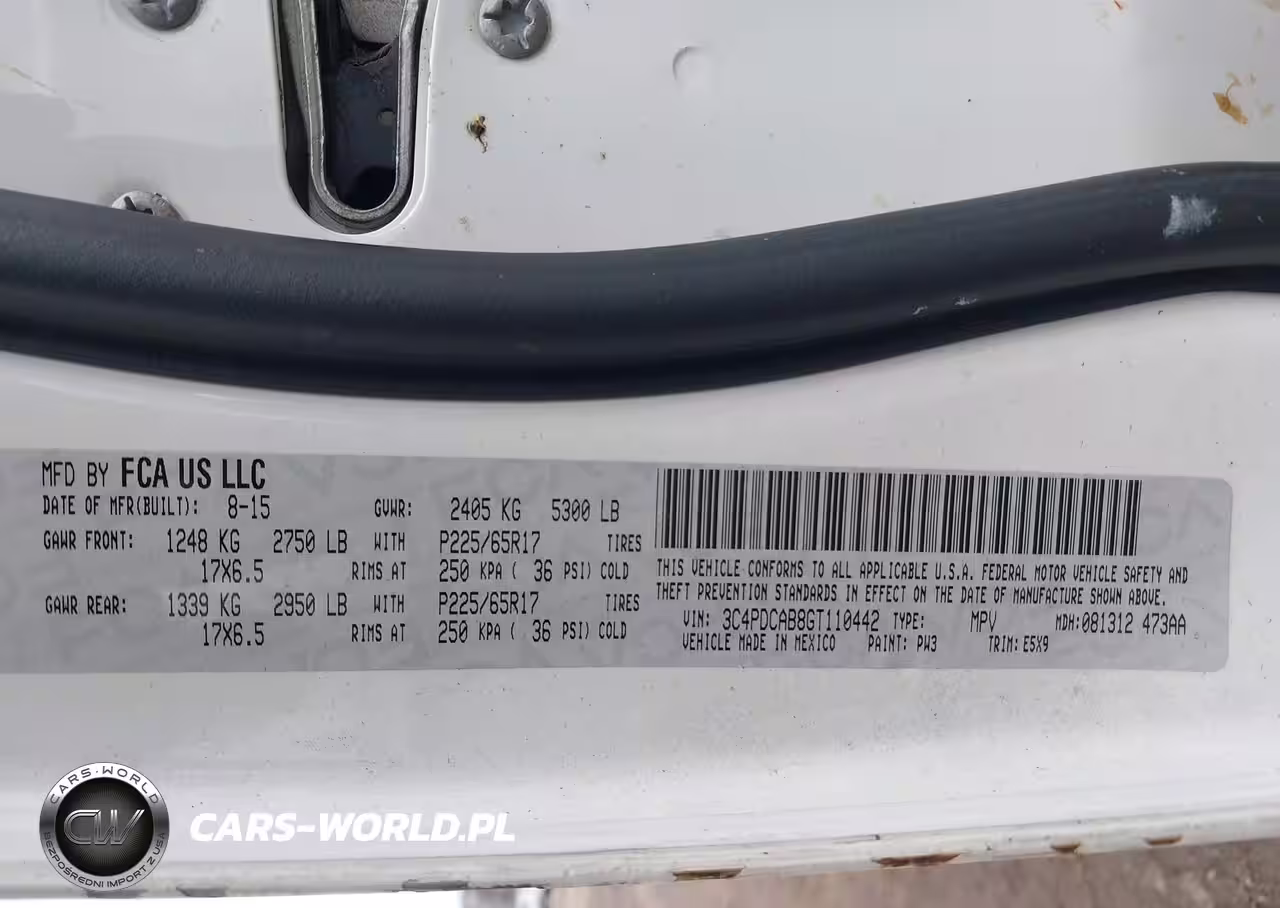 MFD BY FCA US LLC
DATE OF MFR(BUILT): 8-15 GVWR: 2405 KG 5300 LB
GAWR FRONT: 1248 KG 2750 LB WITH P225/65R17 TIRES
17X6.5 RIMS AT 250 KPA ( 36 PSI) COLD
GAWR REAR: 1339 KG 2950 LB WITH P225/65R17 TIRES
17X6.5 RIMS AT 250 KPA ( 36 PSI) COLD
THIS VEHICLE CONFORMS TO ALL APPLICABLE U.S.A. FEDERAL MOTOR VEHICLE SAFETY AND
THEFT PREVENTION STANDARDS IN EFFECT ON THE DATE OF MANUFACTURE SHOWN ABOVE.
VIN: 3C4PDCAB8GT110442 TYPE: MPV MDH:081312 473AA
VEHICLE MADE IN MEXICO PAINT: PW3 TRIM: E5X9
CARS-WORLD
CW
BEZPOŚREDNI IMPORT Z USA
CARS-WORLD.PL